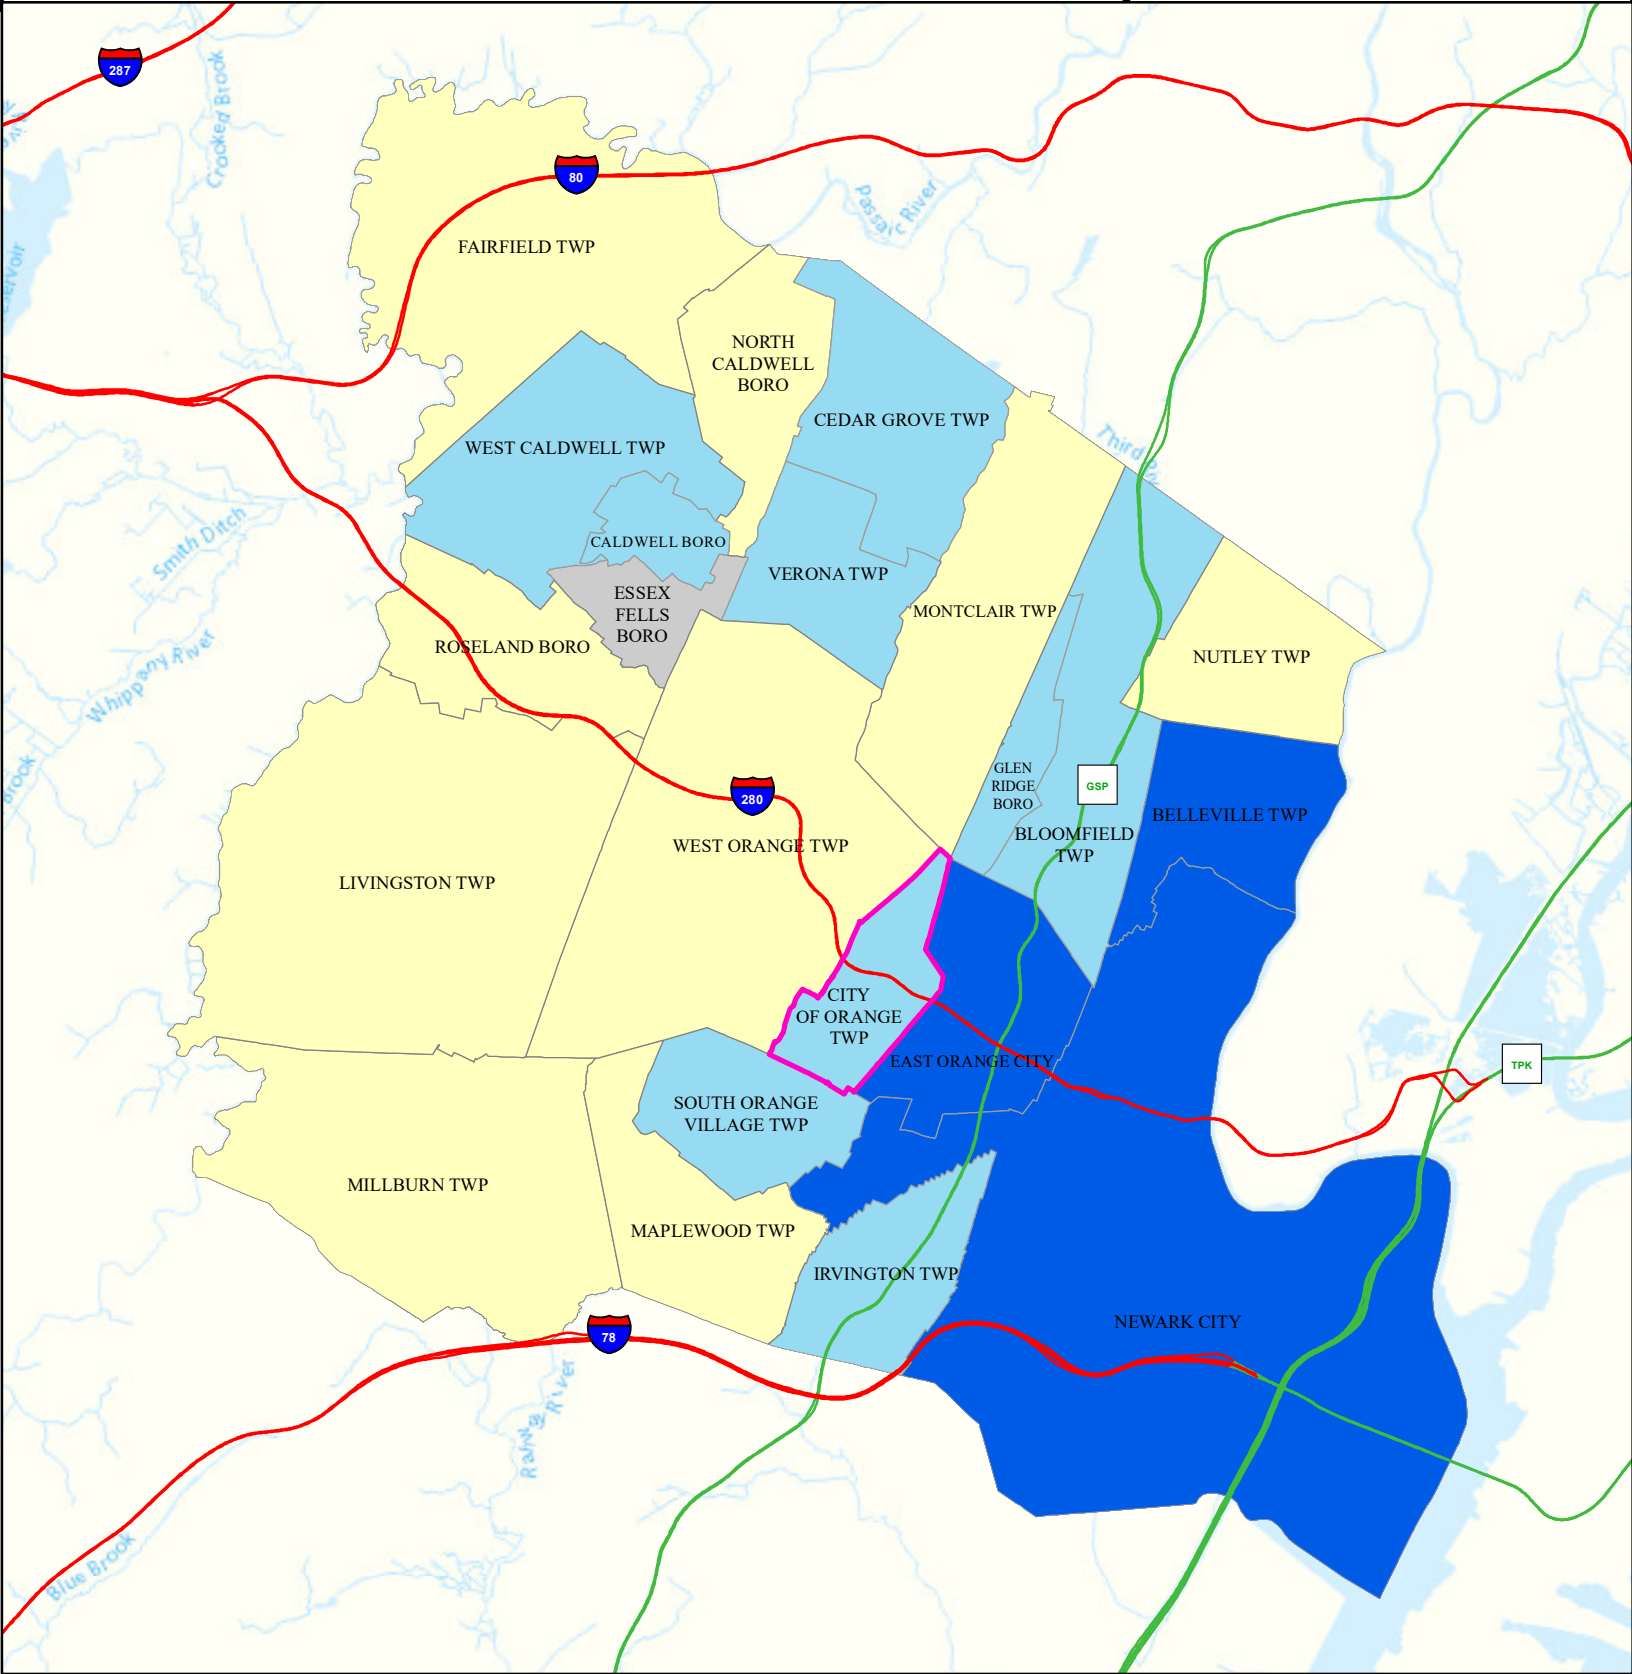 287
Crooked Brook
80
Passaic River
FAIRFIELD TWP
NORTH
CALDWELL
BORO
CEDAR GROVE TWP
WEST CALDWELL TWP
Third
Smith Ditch
CALDWELL BORO
VERONA TWP
ESSEX
FELLS
BORO
MONTCLAIR TWP
ROSELAND BORO
NUTLEY TWP
Whippany River
Brook
GLEN
RIDGE
BORO
GSP
280
BELLEVILLE TWP
BLOOMFIELD
TWP
WEST ORANGE TWP
LIVINGSTON TWP
CITY
OF ORANGE
TWP
EAST ORANGE CITY
TPK
SOUTH ORANGE
VILLAGE TWP
MILLBURN TWP
MAPLEWOOD TWP
IRVINGTON TWP
NEWARK CITY
78
River
Blue Brook